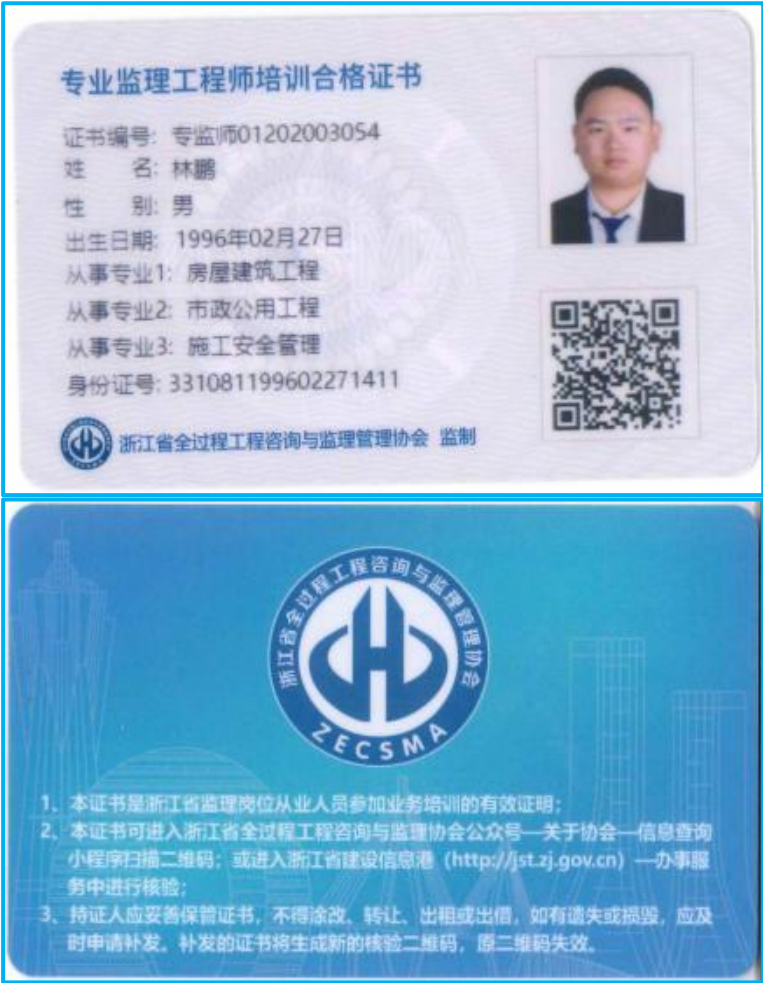 专业监理工程师培训合格证书
证书编号: 专监师01202003054
姓 名: 林鹏
性 别: 男
出生日期: 1996年02月27日
从事专业1: 房屋建筑工程
从事专业2: 市政公用工程
从事专业3: 施工安全管理
身份证号: 331081199602271411
浙江省全过程工程咨询与监理管理协会 监制
浙江省全过程工程咨询与监理管理协会
ZECSMA
1、本证书是浙江省监理岗位从业人员参加业务培训的有效证明；
2、本证书可进入浙江省全过程工程咨询与监理协会公众号—关于协会—信息查询
小程序扫描二维码；或进入浙江省建设信息港（http://jst.zj.gov.cn）—办事服
务中进行核验；
3、持证人应妥善保管证书，不得涂改、转让、出租或出借，如有遗失或损毁，应及
时申请补发。补发的证书将生成新的核验二维码，原二维码失效。